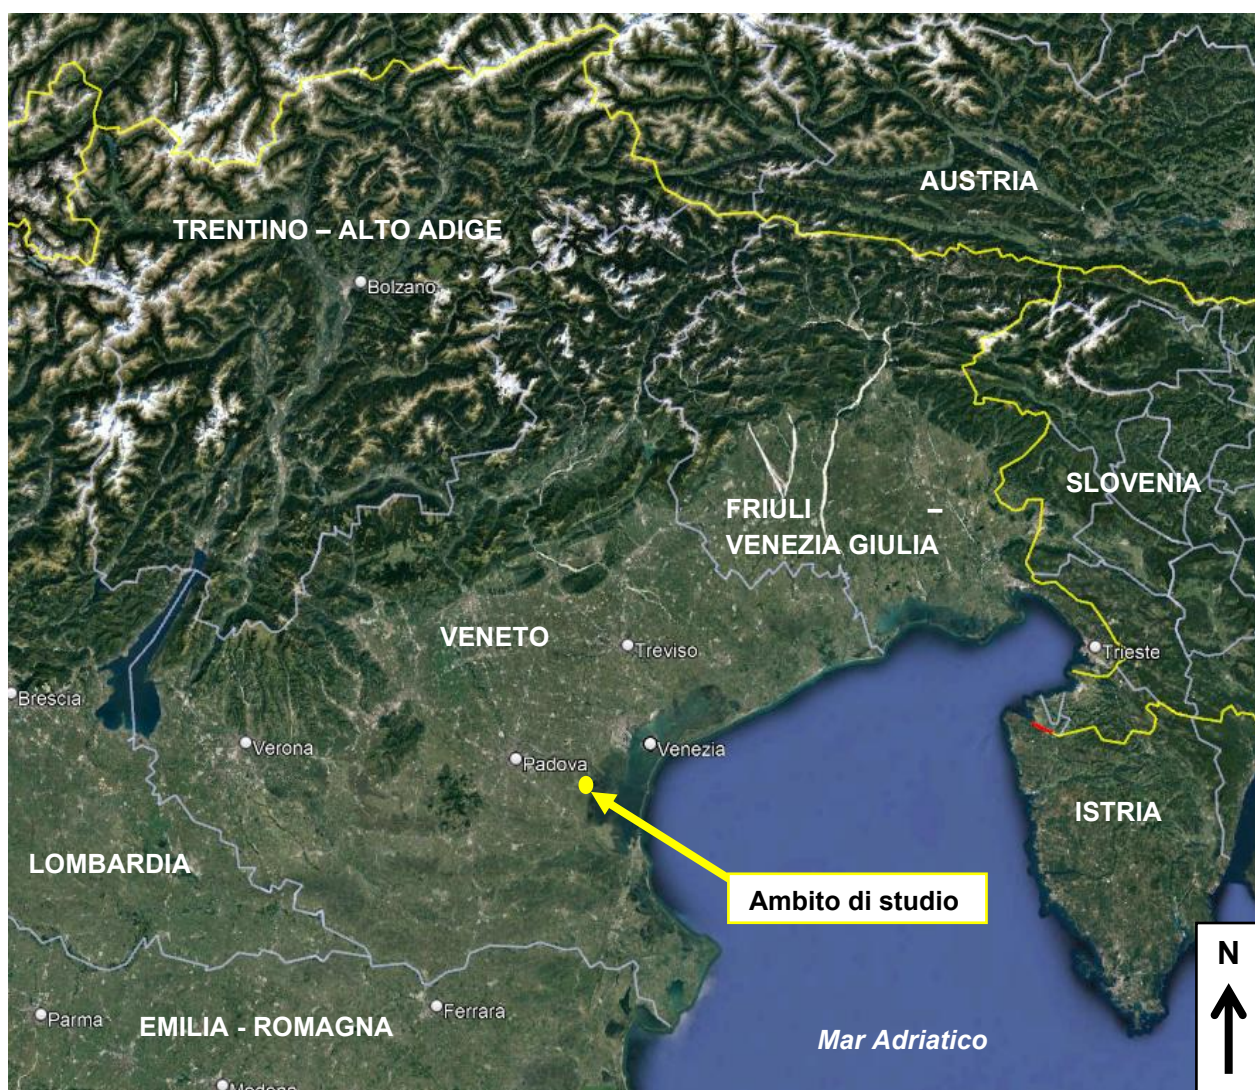 AUSTRIA
TRENTINO – ALTO ADIGE
Bolzano
SLOVENIA
FRIULI –
VENEZIA GIULIA
VENETO
Treviso
Trieste
Brescia
Verona
Venezia
Padova
ISTRIA
LOMBARDIA
Ambito di studio
N
Ferrara
Parma
EMILIA - ROMAGNA
Mar Adriatico
Modena